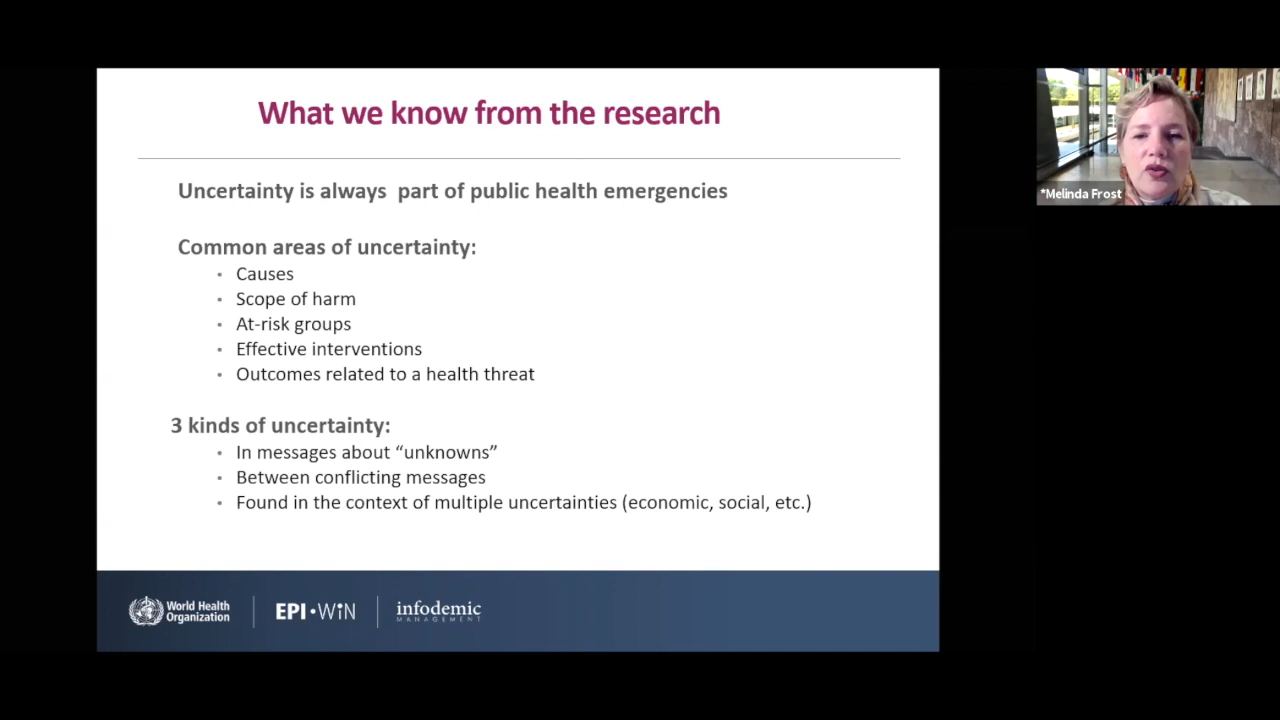 What we know from the research
Uncertainty is always part of public health emergencies
Common areas of uncertainty:
• Causes
• Scope of harm
• At-risk groups
• Effective interventions
• Outcomes related to a health threat
3 kinds of uncertainty:
• In messages about “unknowns”
• Between conflicting messages
• Found in the context of multiple uncertainties (economic, social, etc.)
World Health
Organization
EPI•WiN
infodemic
MANAGEMENT
*Melinda Frost